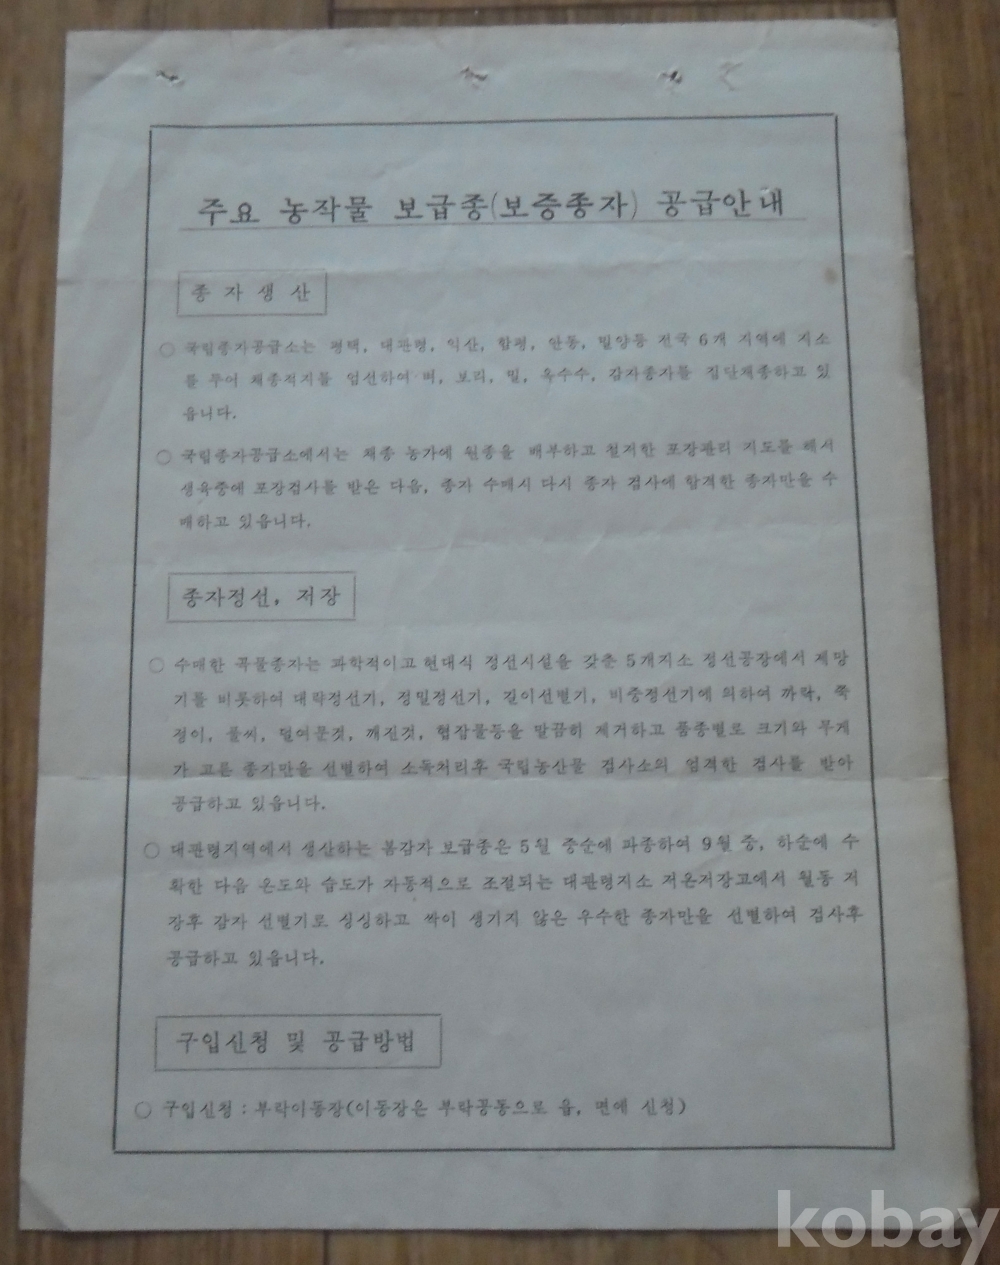 주요 농작물 보급종(보증종자) 공급안내
종 자 생 산
○ 국립종자공급소는 평택, 대관령, 익산, 함평, 안동, 밀양등 전국 6개 지역에 지소
를 두어 채종적지를 엄선하여 벼, 보리, 밀, 옥수수, 감자종자를 집단채종하고 있
읍니다.
○ 국립종자공급소에서는 채종 농가에 원종을 배부하고 철저한 포장관리 지도를 해서
생육중에 포장검사를 받은 다음, 종자 수매시 다시 종자 검사에 합격한 종자만을 수
매하고 있읍니다.
종자정선, 저장
○ 수매한 곡물종자는 과학적이고 현대식 정선시설을 갖춘 5개지소 정선공장에서 제망
기를 비롯하여 대략정선기, 정밀정선기, 길이선별기, 비중정선기에 의하여 까락, 쭉
정이, 풀씨, 덜여문것, 깨진것, 협잡물등을 말끔히 제거하고 품종별로 크기와 무게
가 고른 종자만을 선별하여 소독처리후 국립농산물 검사소의 엄격한 검사를 받아
공급하고 있읍니다.
○ 대관령지역에서 생산하는 봄감자 보급종은 5월 중순에 파종하여 9월 중, 하순에 수
확한 다음 온도와 습도가 자동적으로 조절되는 대관령지소 저온저장고에서 월동 저
장후 감자 선별기로 싱싱하고 싹이 생기지 않은 우수한 종자만을 선별하여 검사후
공급하고 있읍니다.
구입신청 및 공급방법
○ 구입신청 : 부락이동장(이동장은 부락공동으로 읍, 면에 신청)
kobay